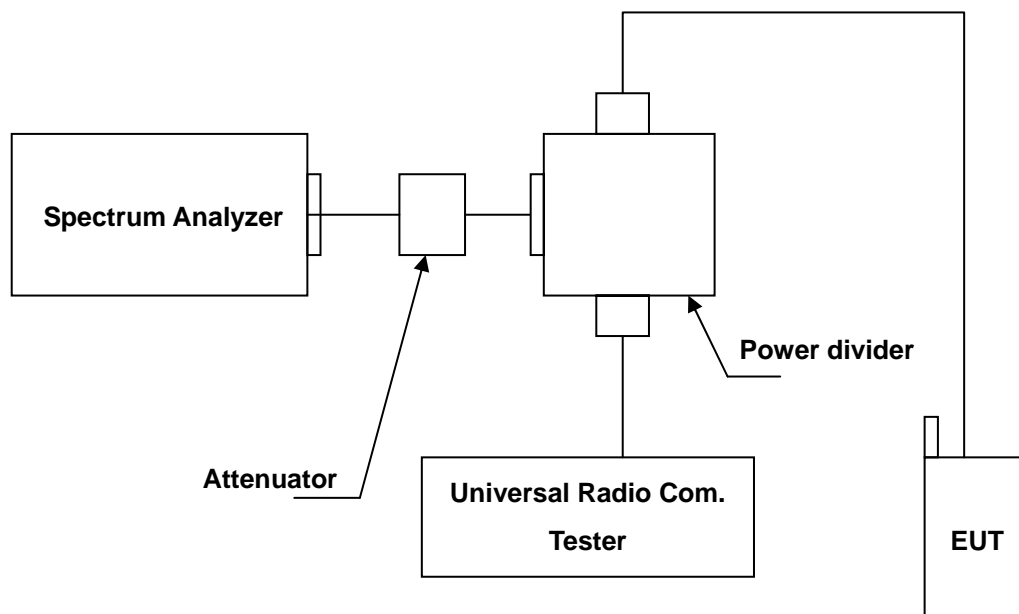 Spectrum Analyzer
Power divider
Attenuator
Universal Radio Com.
Tester
EUT